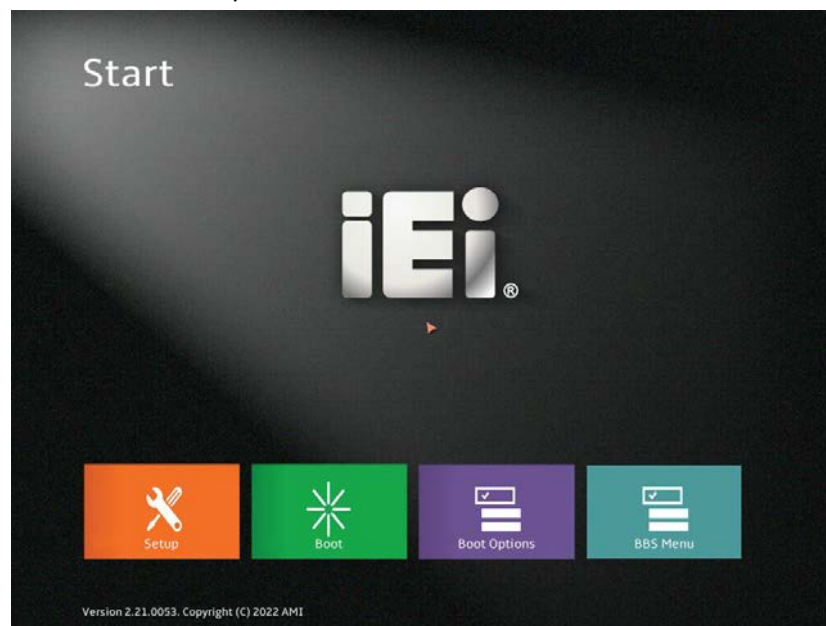 Start
iEi®
Setup
Boot
Boot Options
BBS Menu
Version 2.21.0053. Copyright (C) 2022 AMI